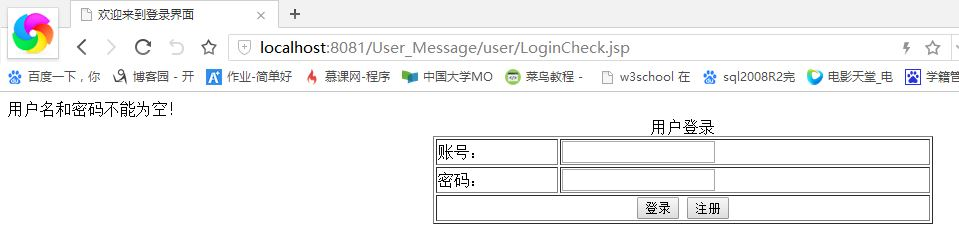 欢迎来到登录界面
localhost:8081/User_Message/user/LoginCheck.jsp
百度一下，你 博客园 - 开 作业-简单好 慕课网-程序 中国大学MO 菜鸟教程 - w3school 在 sql2008R2完 电影天堂_电 学籍管
用户名和密码不能为空!
用户登录
账号：
密码：
登录 注册